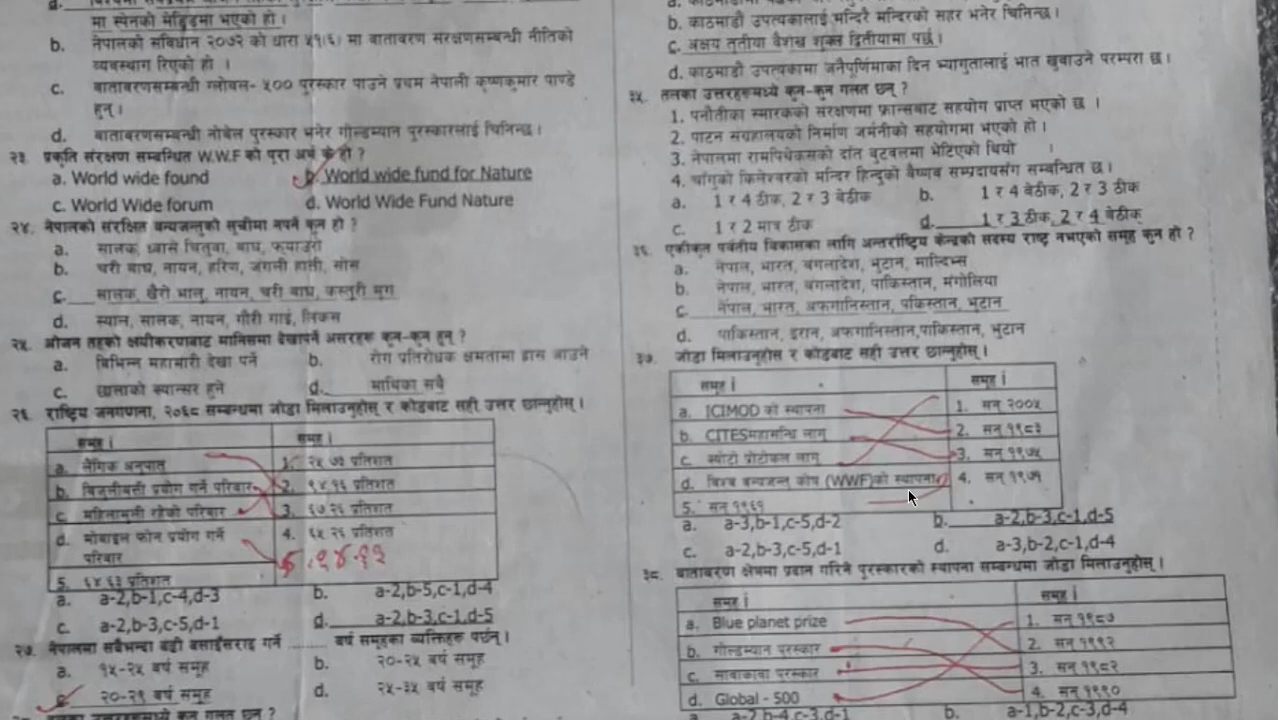 मा स्पेनको मेड्रिडमा भएको हो ।
b. नेपालको संविधान २०७२ को धारा ५१(६) मा वातावरण संरक्षणसम्बन्धी नीतिको
व्यवस्थाग रिएको हो ।
c. वातावरणसम्बन्धी ग्लोबल- ५०० पुरस्कार पाउने प्रथम नेपाली कृष्णकुमार पाण्डे
हुन् ।
d. वातावरणसम्बन्धी नोबेल पुरस्कार भनेर गोल्डम्यान पुरस्कारलाई चिनिन्छ ।
२३. प्रकृति संरक्षण सम्बन्धित W.W.F को पुरा अर्थ के हो ?
a. World wide found b. World wide fund for Nature
c. World Wide forum d. World Wide Fund Nature
२४. नेपालको संरक्षित वन्यजन्तुको सुचीमा नपर्ने कुन हो ?
a. सालक, ध्वासे चितुवा, बाघ, फ्याउरो
b. चरी बाघ, नायन, हरिण, जंगली हात्ती, सोस
c. सालक, खैरो भालु, नायन, चरी बाघ, कस्तुरी मृग
d. स्यान, सालक, नायन, गौरी गाई, लिंक्स
२५. ओजन तहको क्षयीकरणबाट मानिसमा देखापर्ने असरहरू कुन-कुन हुन् ?
a. विभिन्न महामारी देखा पर्ने b. रोग प्रतिरोधक क्षमतामा ह्रास आउने
c. छालाको क्यान्सर हुने d. माथिका सबै
२६. राष्ट्रिय जनगणना, २०६८ सम्बन्धमा जोडा मिलाउनुहोस् र कोडबाट सही उत्तर छान्नुहोस् ।
समूह i समूह i
a. लैंगिक अनुपात 1. २५.७३ प्रतिशत
b. बिजुलीबत्ती प्रयोग गर्ने परिवार 2. ९४.१६ प्रतिशत
c. महिलामुली रहेको परिवार 3. ६७.२६ प्रतिशत
d. मोबाइल फोन प्रयोग गर्ने 4. ६५.२६ प्रतिशत
परिवार 5.
5. ६४.६३ प्रतिशत
a. a-2,b-1,c-4,d-3 b. a-2,b-5,c-1,d-4
c. a-2,b-3,c-5,d-1 d. a-2,b-3,c-1,d-5
२७. नेपालमा सबैभन्दा बढी बसाईंसराइ गर्ने ......... वर्ष समूहका व्यक्तिहरू पर्छन् ।
a. १५-२५ वर्ष समूह b. २०-२५ वर्ष समूह
c. २०-२९ वर्ष समूह d. २५-३५ वर्ष समूह
b. काठमाडौं उपत्यकालाई मन्दिरै मन्दिरको सहर भनेर चिनिन्छ ।
c. अक्षय तृतीया वैशाख शुक्ल द्वितीयामा पर्छ ।
d. काठमाडौं उपत्यकामा जनैपूर्णिमाका दिन भ्यागुतालाई भात खुवाउने परम्परा छ ।
३५. तलका उत्तरहरूमध्ये कुन-कुन गलत छन् ?
1. पनौतीका स्मारकको संरक्षणमा फ्रान्सबाट सहयोग प्राप्त भएको छ ।
2. पाटन संग्रहालयको निर्माण जर्मनीको सहयोगमा भएको हो ।
3. नेपालमा रामपिथेकसको दाँत बुटवलमा भेटिएको थियो ।
4. चाँगुको किलेश्वरको मन्दिर हिन्दुको वैष्णव सम्प्रदायसँग सम्बन्धित छ ।
a. 1 र 4 ठीक, 2 र 3 बेठीक b. 1 र 4 बेठीक, 2 र 3 ठीक
c. 1 र 2 मात्र ठीक d. 1 र 3 ठीक, 2 र 4 बेठीक
३६. एकीकृत पर्वतीय विकासका लागि अन्तर्राष्ट्रिय केन्द्रको सदस्य राष्ट्र नभएको समूह कुन हो ?
a. नेपाल, भारत, बंगलादेश, भुटान, माल्दिभ्स
b. नेपाल, भारत, बंगलादेश, पाकिस्तान, मंगोलिया
c. नेपाल, भारत, अफगानिस्तान, पकिस्तान, भुटान
d. पाकिस्तान, इरान, अफगानिस्तान,पाकिस्तान, भुटान
३७. जोडा मिलाउनुहोस र कोडबाट सही उत्तर छान्नुहोस् ।
समूह i समूह i
a. ICIMOD को स्थापना 1. सन् २००५
b. CITESमहासन्धि लागू 2. सन् १९८३
c. क्योटो प्रोटोकल लागू 3. सन् १९७५
d. विश्व वन्यजन्तु कोष (WWF)को स्थापना 4. सन् १९७१
5. सन् १९६१
a. a-3,b-1,c-5,d-2 b. a-2,b-3,c-1,d-5
c. a-2,b-3,c-5,d-1 d. a-3,b-2,c-1,d-4
३८. वातावरण क्षेत्रमा प्रदान गरिने पुरस्कारको स्थापना सम्बन्धमा जोडा मिलाउनुहोस् ।
समूह i समूह i
a. Blue planet prize 1. सन् १९८७
b. गोल्डम्यान पुरस्कार 2. सन् १९९२
c. सासाकावा पुरस्कार 3. सन् १९८२
d. Global - 500 4. सन् १९९०
a. a-2,b-4,c-3,d-1 b. a-1,b-2,c-3,d-4